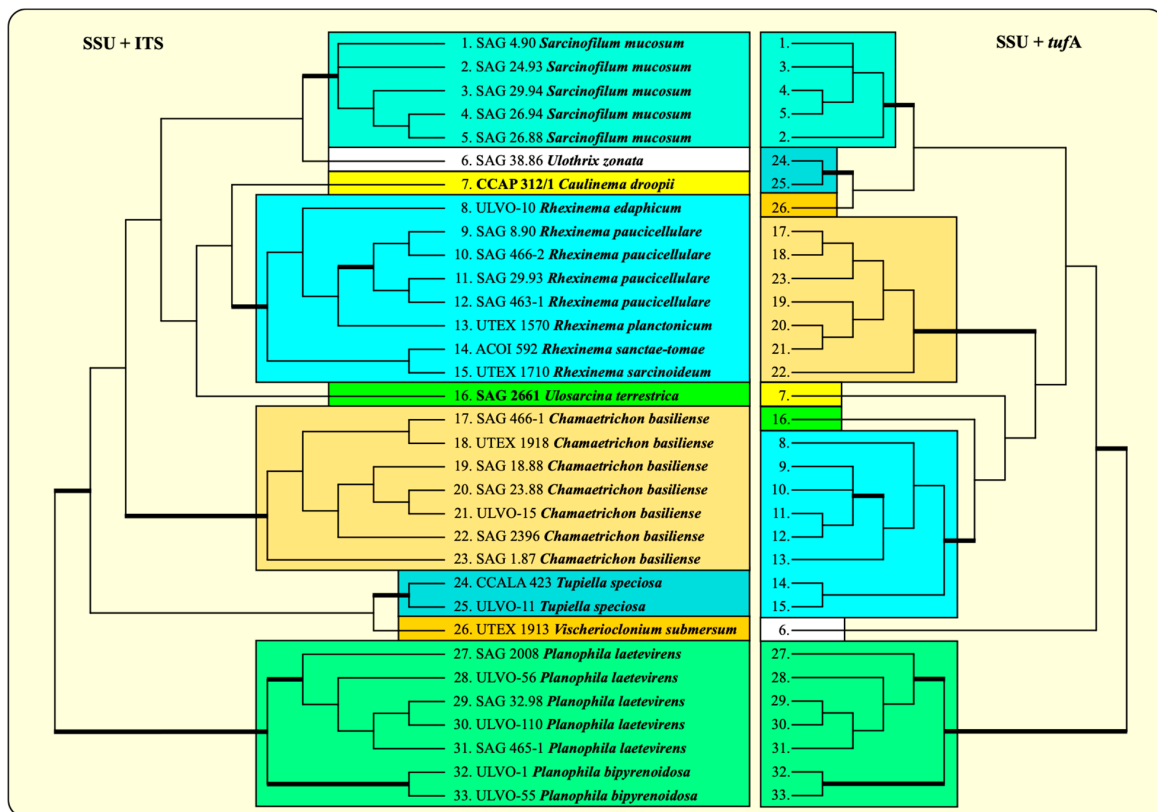 SSU + ITS
SSU + tufA
1. SAG 4.90 Sarcinofilum mucosum
2. SAG 24.93 Sarcinofilum mucosum
3. SAG 29.94 Sarcinofilum mucosum
4. SAG 26.94 Sarcinofilum mucosum
5. SAG 26.88 Sarcinofilum mucosum
6. SAG 38.86 Ulothrix zonata
7. CCAP 312/1 Caulinema droopii
8. ULVO-10 Rhexinema edaphicum
9. SAG 8.90 Rhexinema paucicellulare
10. SAG 466-2 Rhexinema paucicellulare
11. SAG 29.93 Rhexinema paucicellulare
12. SAG 463-1 Rhexinema paucicellulare
13. UTEX 1570 Rhexinema planctonicum
14. ACOI 592 Rhexinema sanctae-tomae
15. UTEX 1710 Rhexinema sarcinoideum
16. SAG 2661 Ulosarcina terrestrica
17. SAG 466-1 Chamaetrichon basiliense
18. UTEX 1918 Chamaetrichon basiliense
19. SAG 18.88 Chamaetrichon basiliense
20. SAG 23.88 Chamaetrichon basiliense
21. ULVO-15 Chamaetrichon basiliense
22. SAG 2396 Chamaetrichon basiliense
23. SAG 1.87 Chamaetrichon basiliense
24. CCALA 423 Tupiella speciosa
25. ULVO-11 Tupiella speciosa
26. UTEX 1913 Vischerioclonium submersum
27. SAG 2008 Planophila laetevirens
28. ULVO-56 Planophila laetevirens
29. SAG 32.98 Planophila laetevirens
30. ULVO-110 Planophila laetevirens
31. SAG 465-1 Planophila laetevirens
32. ULVO-1 Planophila bipyrenoidosa
33. ULVO-55 Planophila bipyrenoidosa
1.
3.
4.
5.
2.
24.
25.
26.
17.
18.
23.
19.
20.
21.
22.
7.
16.
8.
9.
10.
11.
12.
13.
14.
15.
6.
27.
28.
29.
30.
31.
32.
33.